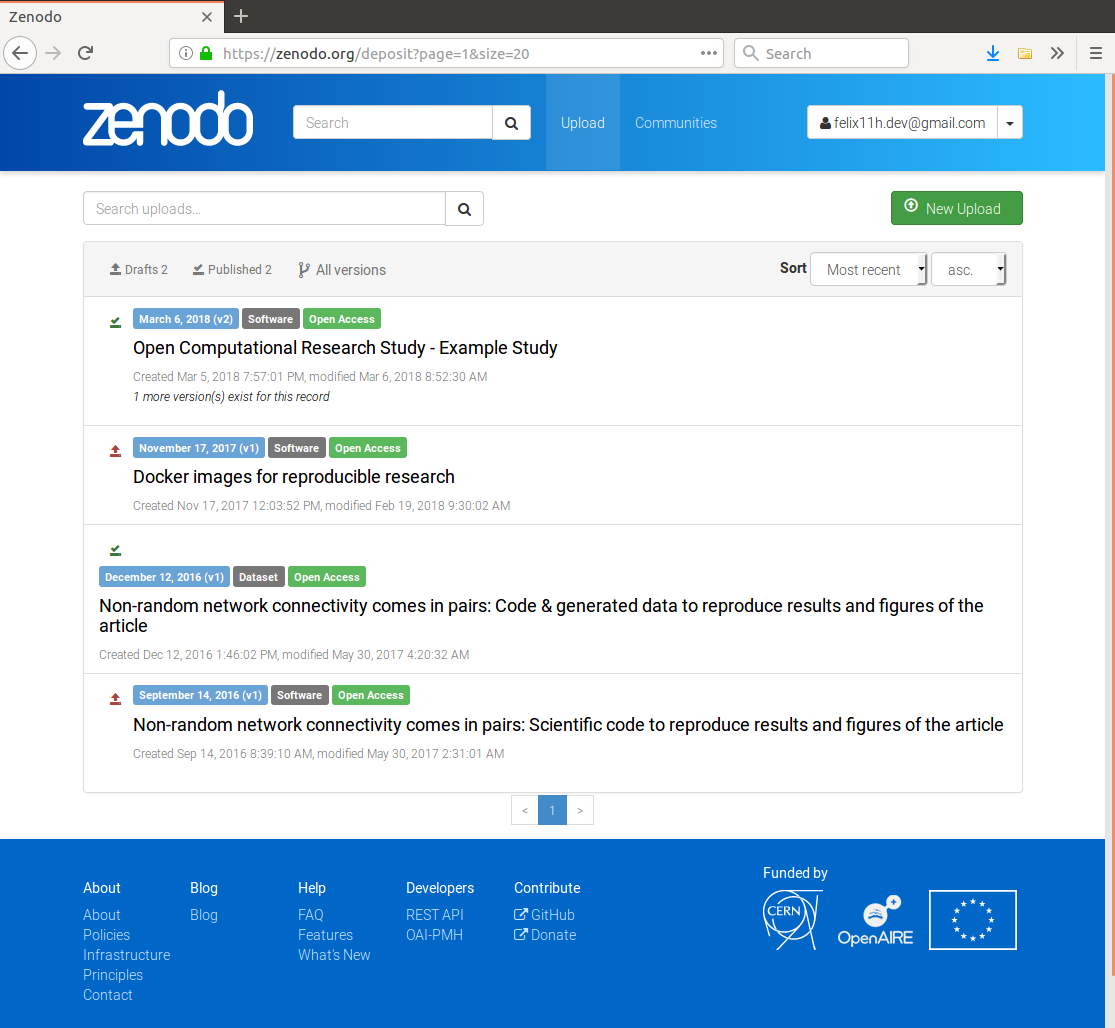 Zenodo
https://zenodo.org/deposit?page=1&size=20
Search
zenodo
Search
Upload
Communities
felix11h.dev@gmail.com
Search uploads...
New Upload
Drafts 2
Published 2
All versions
Sort
Most recent
asc.
March 6, 2018 (v2) Software Open Access
Open Computational Research Study - Example Study
Created Mar 5, 2018 7:57:01 PM, modified Mar 6, 2018 8:52:30 AM
1 more version(s) exist for this record
November 17, 2017 (v1) Software Open Access
Docker images for reproducible research
Created Nov 17, 2017 12:03:52 PM, modified Feb 19, 2018 9:30:02 AM
December 12, 2016 (v1) Dataset Open Access
Non-random network connectivity comes in pairs: Code & generated data to reproduce results and figures of the
article
Created Dec 12, 2016 1:46:02 PM, modified May 30, 2017 4:20:32 AM
September 14, 2016 (v1) Software Open Access
Non-random network connectivity comes in pairs: Scientific code to reproduce results and figures of the article
Created Sep 14, 2016 8:39:10 AM, modified May 30, 2017 2:31:01 AM
< 1 >
About
About
Policies
Infrastructure
Principles
Contact
Blog
Blog
Help
FAQ
Features
What's New
Developers
REST API
OAI-PMH
Contribute
GitHub
Donate
Funded by
CERN
OpenAIRE